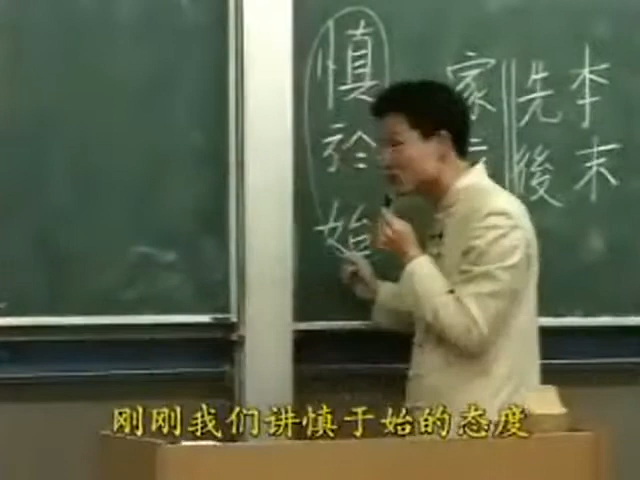 本末
先後
家
慎於始
刚刚我们讲慎于始的态度